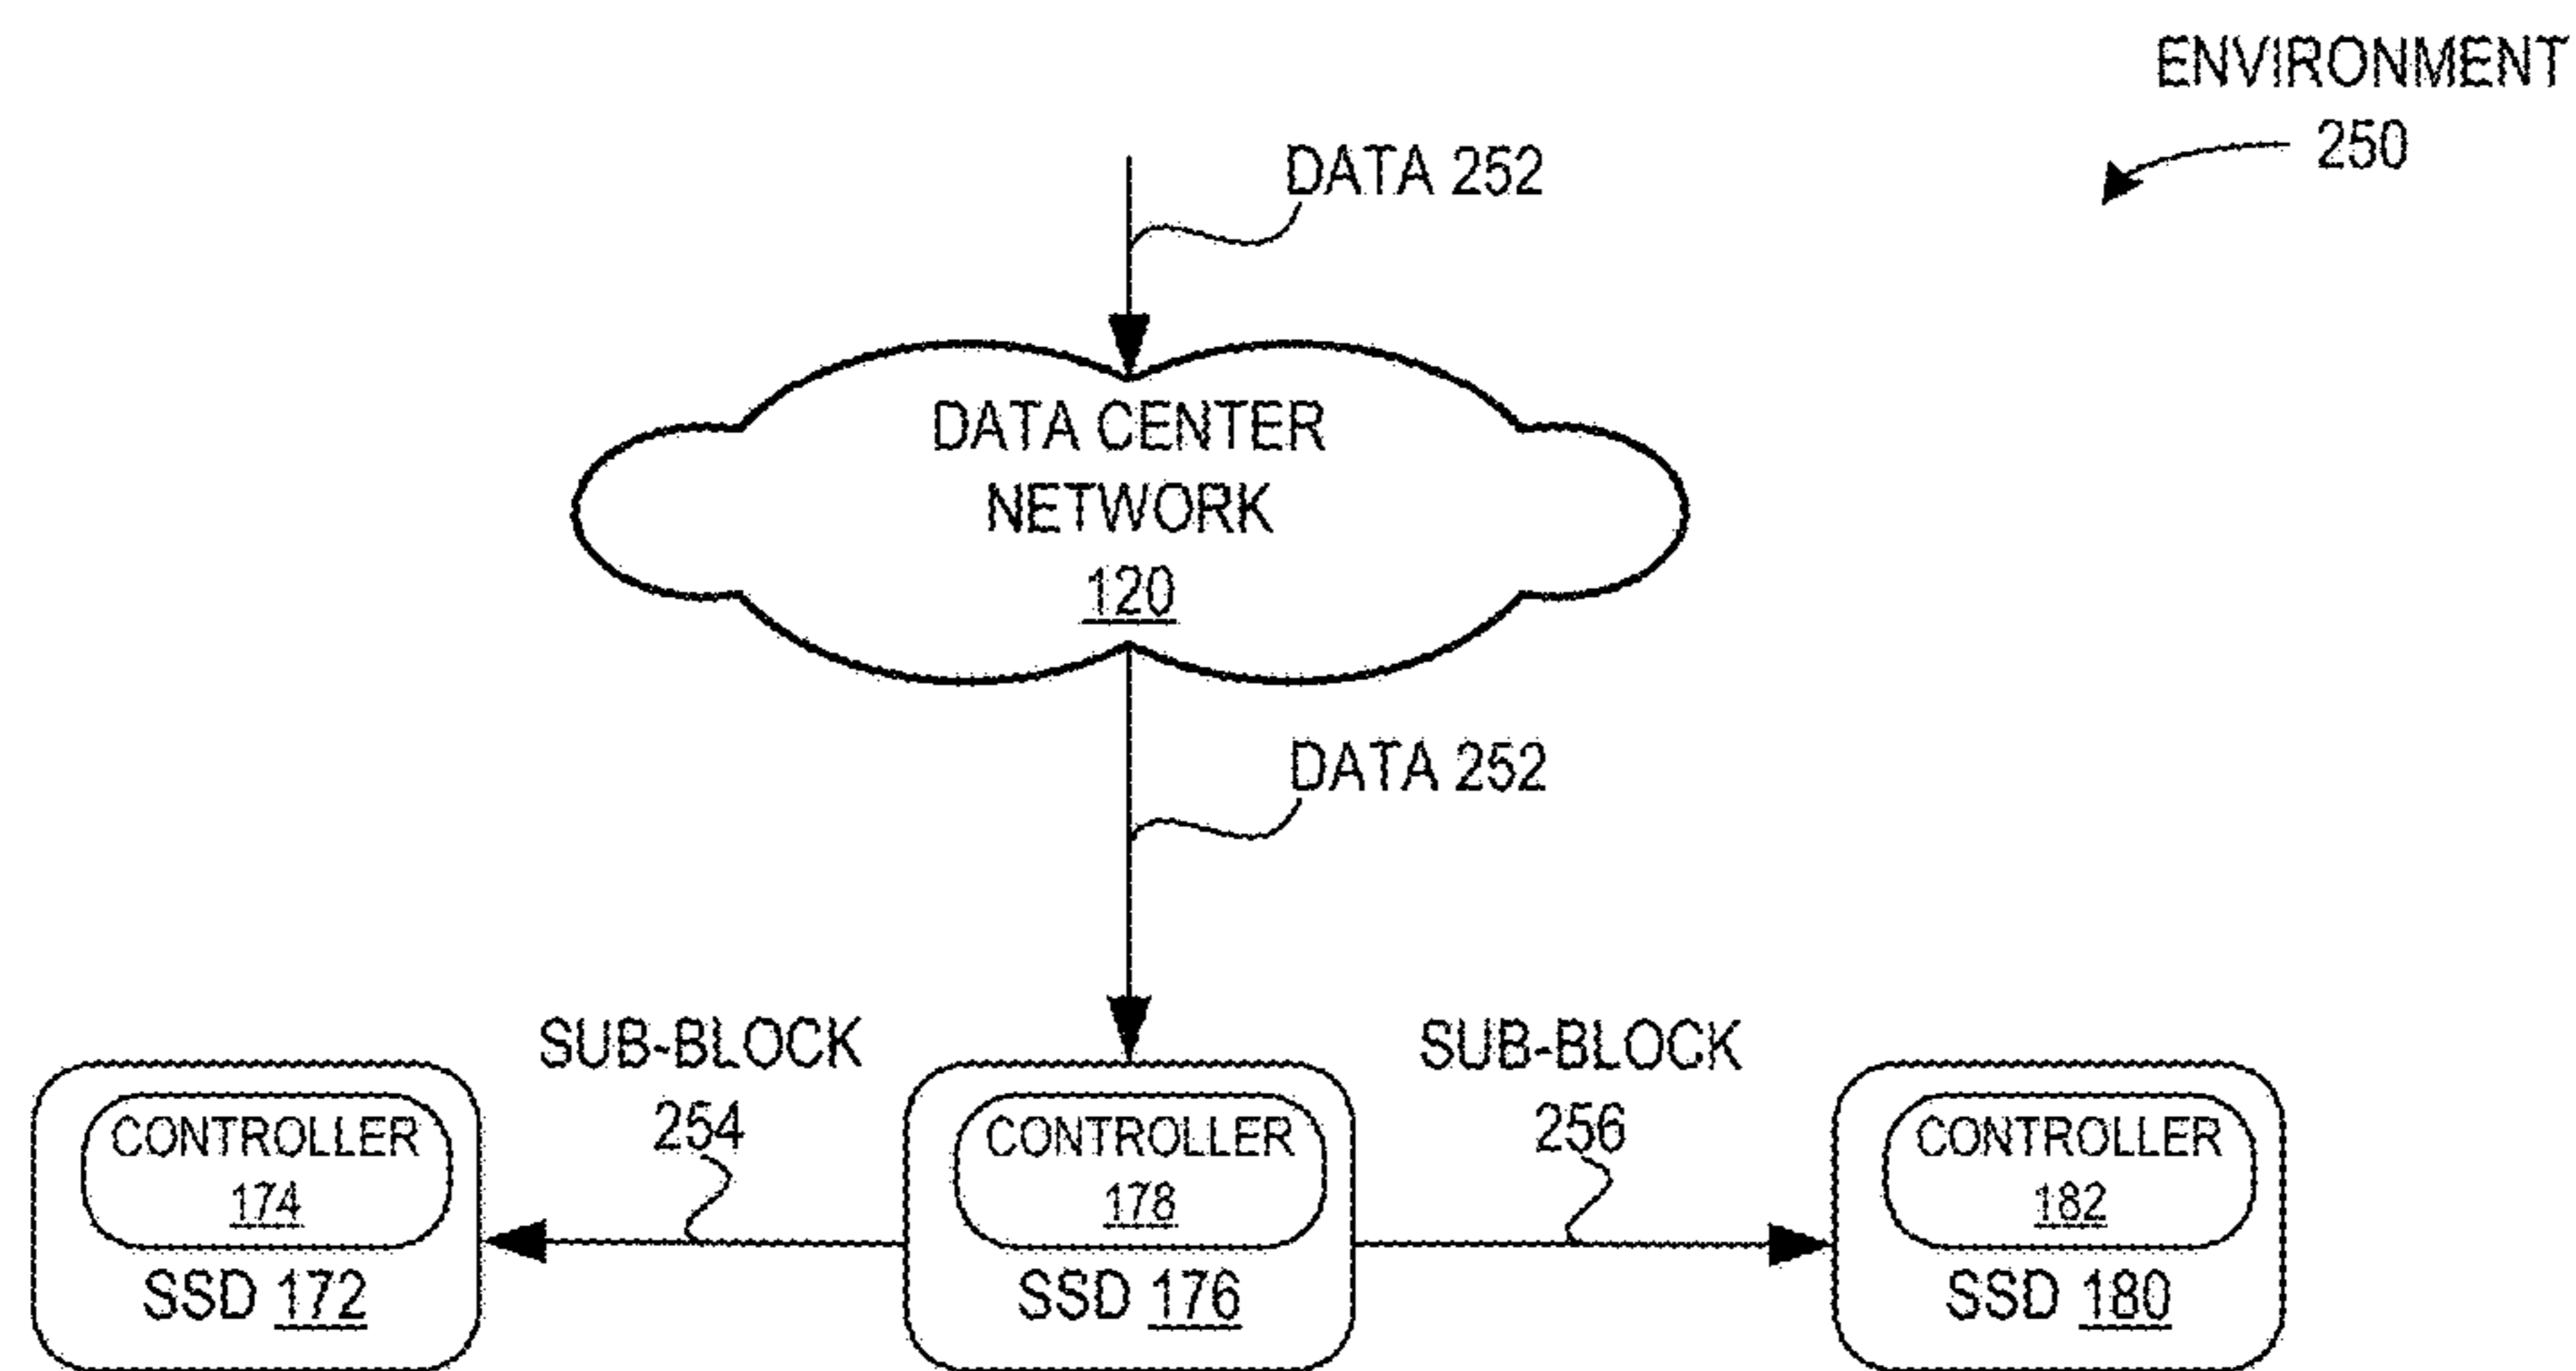 ENVIRONMENT
250
DATA 252
DATA CENTER
NETWORK
120
DATA 252
SUB-BLOCK
254
SUB-BLOCK
256
CONTROLLER
174
SSD 172
CONTROLLER
178
SSD 176
CONTROLLER
182
SSD 180